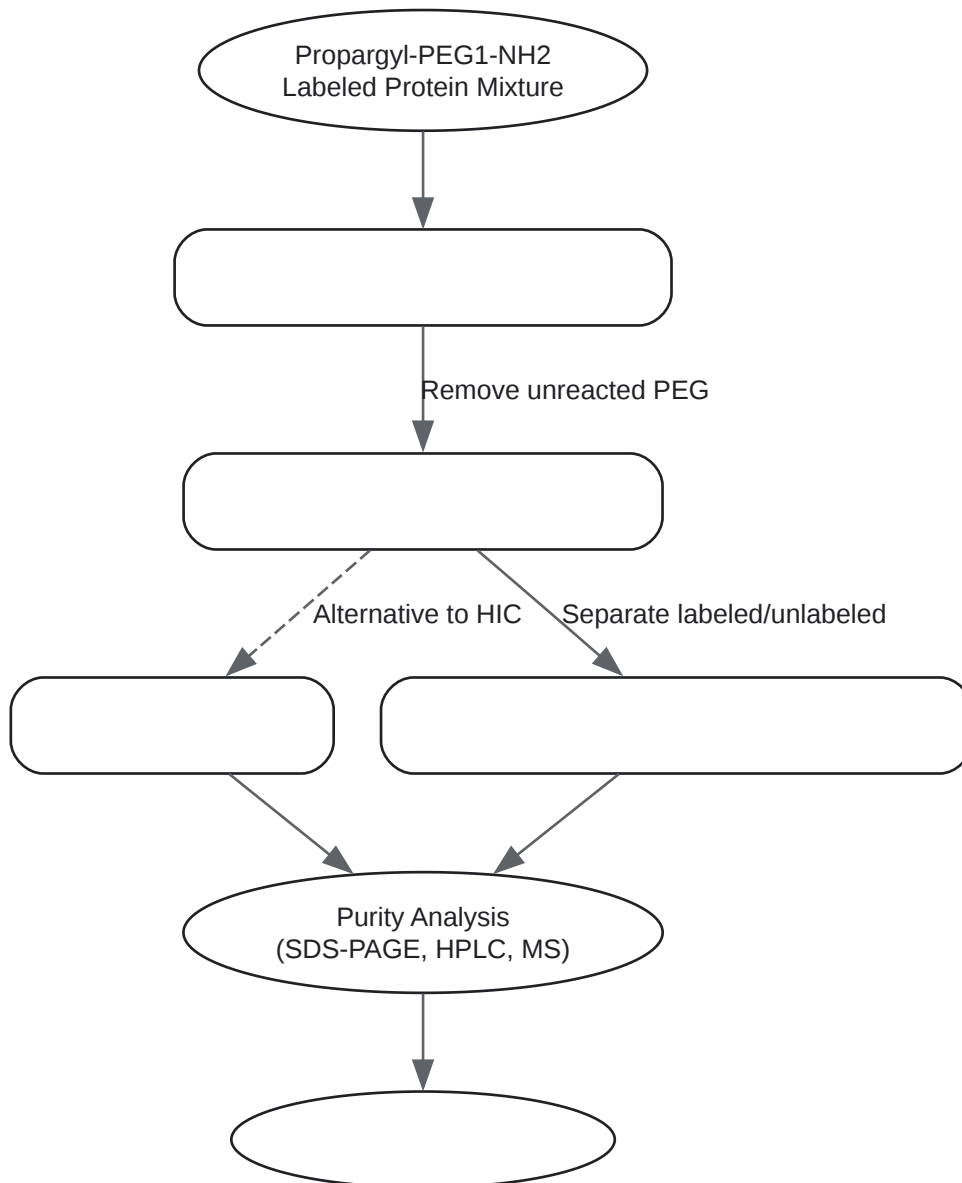 Propargyl-PEG1-NH2
Labeled Protein Mixture
Remove unreacted PEG
Alternative to HIC
Separate labeled/unlabeled
Purity Analysis
(SDS-PAGE, HPLC, MS)